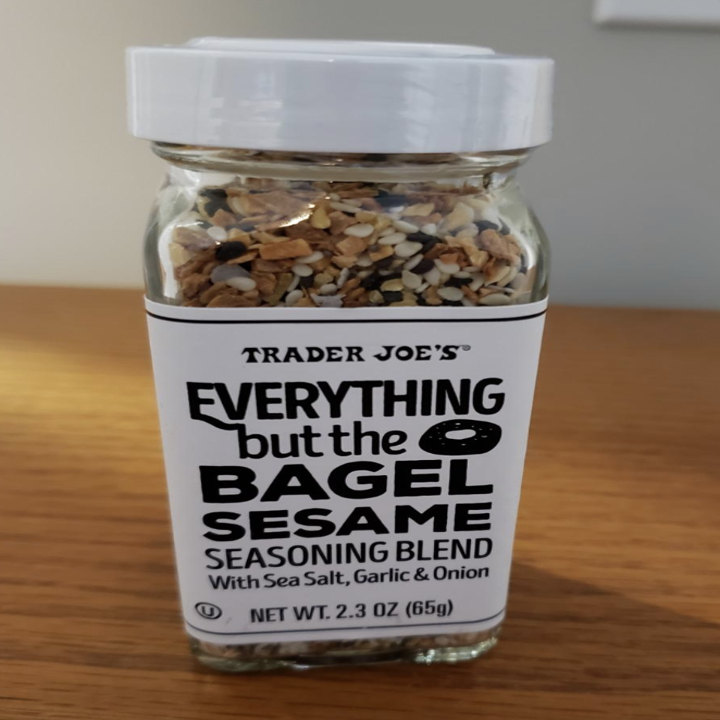 TRADER JOE'S®
EVERYTHING
but the
BAGEL
SESAME
SEASONING BLEND
With Sea Salt, Garlic & Onion
U NET WT. 2.3 OZ (65g)